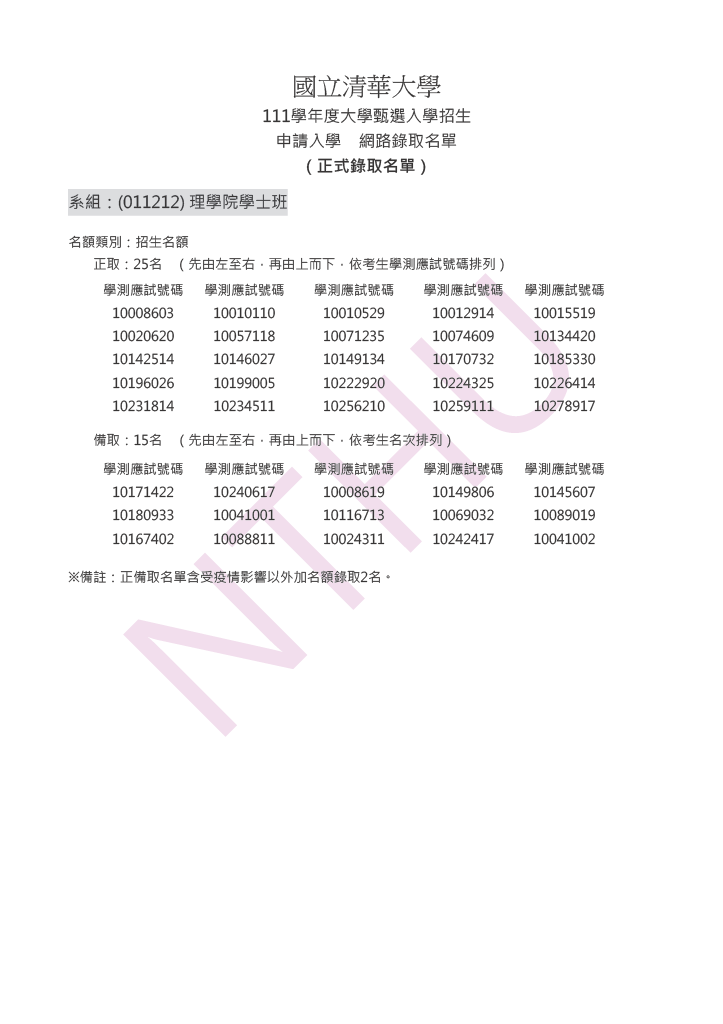 國立清華大學
111學年度大學甄選入學招生
申請入學 網路錄取名單
(正式錄取名單)
系組：(011212) 理學院學士班
名額類別：招生名額
正取：25名 (先由左至右，再由上而下，依考生學測應試號碼排列)
學測應試號碼 學測應試號碼 學測應試號碼 學測應試號碼 學測應試號碼
10008603 10010110 10010529 10012914 10015519
10020620 10057118 10071235 10074609 10134420
10142514 10146027 10149134 10170732 10185330
10196026 10199005 10222920 10224325 10226414
10231814 10234511 10256210 10259111 10278917
備取：15名 (先由左至右，再由上而下，依考生名次排列)
學測應試號碼 學測應試號碼 學測應試號碼 學測應試號碼 學測應試號碼
10171422 10240617 10008619 10149806 10145607
10180933 10041001 10116713 10069032 10089019
10167402 10088811 10024311 10242417 10041002
※備註：正備取名單含受疫情影響以外加名額錄取2名。
NTHU